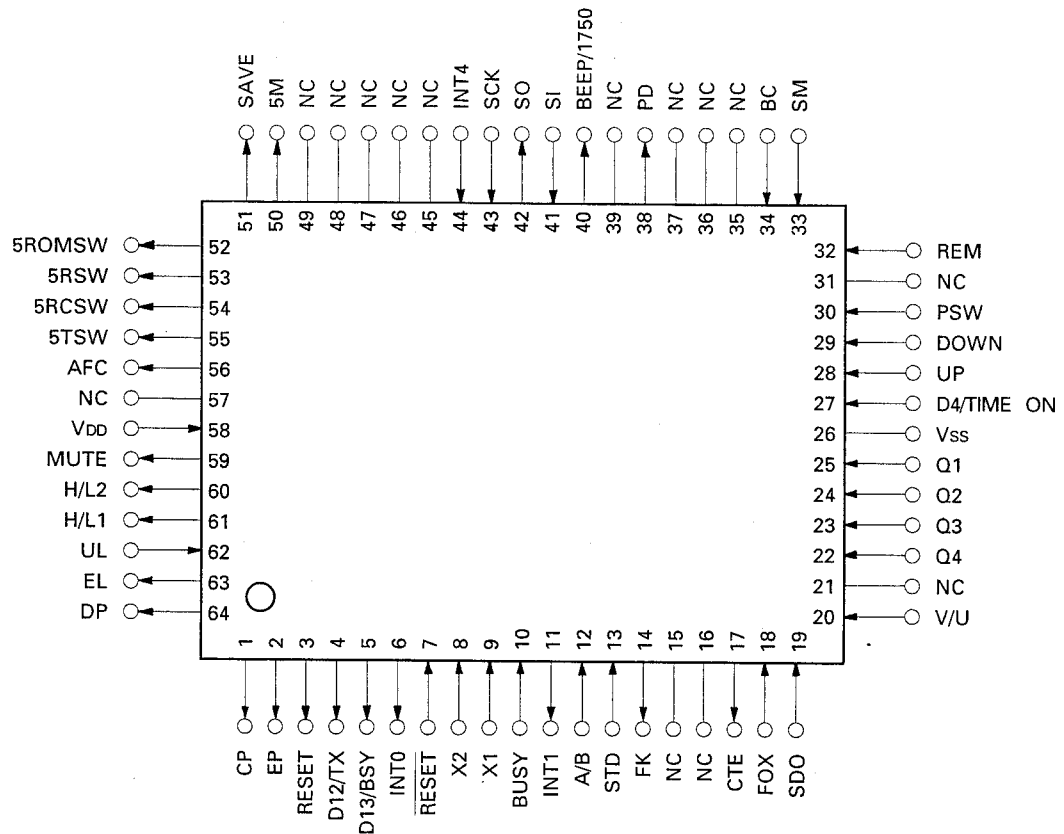 SAVE
5M
NC
NC
NC
NC
NC
INT4
SCK
SO
SI
BEEP/1750
NC
PD
NC
NC
NC
BC
SM
51
50
49
48
47
46
45
44
43
42
41
40
39
38
37
36
35
34
33
5ROMSW 52
5RSW 53
5RCSW 54
5TSW 55
AFC 56
NC 57
VDD 58
MUTE 59
H/L2 60
H/L1 61
UL 62
EL 63
DP 64
32 REM
31 NC
30 PSW
29 DOWN
28 UP
27 D4/TIME ON
26 Vss
25 Q1
24 Q2
23 Q3
22 Q4
21 NC
20 V/U
1
2
3
4
5
6
7
8
9
10
11
12
13
14
15
16
17
18
19
CP
EP
RESET
D12/TX
D13/BSY
INT0
RESET
X2
X1
BUSY
INT1
A/B
STD
FK
NC
NC
CTE
FOX
SDO